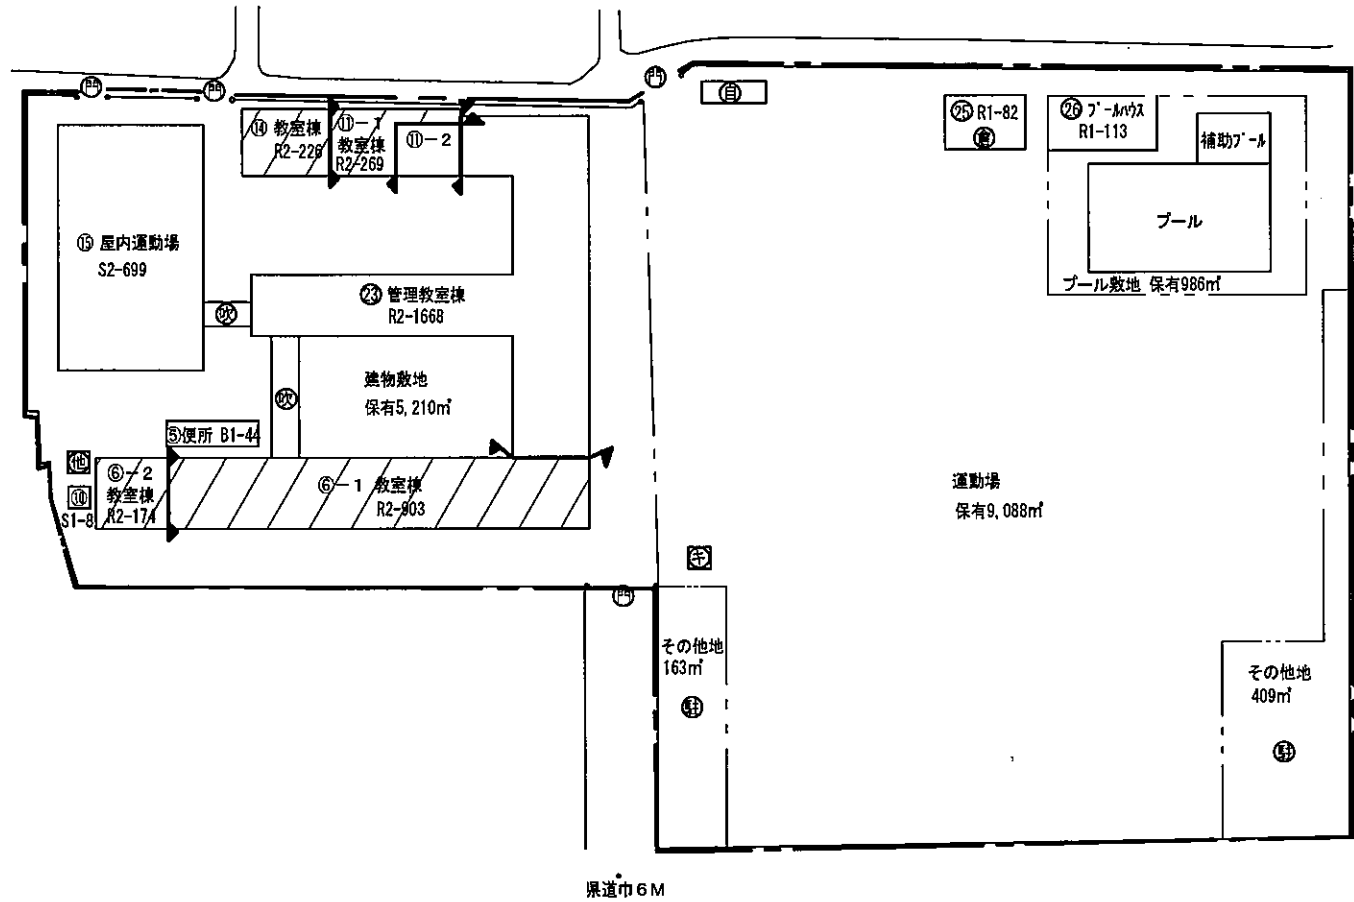 門
門
門
自
⑭ 教室棟
R2-226
⑪-1
教室棟
R2-269
⑪-2
㉕ R1-82
倉
㉖ プールハウス
R1-113
補助プール
プール
プール敷地 保有986㎡
⑮ 屋内運動場
S2-699
吹
㉓ 管理教室棟
R2-1668
吹
建物敷地
保有5,210㎡
⑤便所 B1-44
他
⑩
S1-8
⑥-2
教室棟
R2-174
⑥-1 教室棟
R2-903
運動場
保有9,088㎡
キ
門
その他地
163㎡
駐
その他地
409㎡
駐
県道巾6M